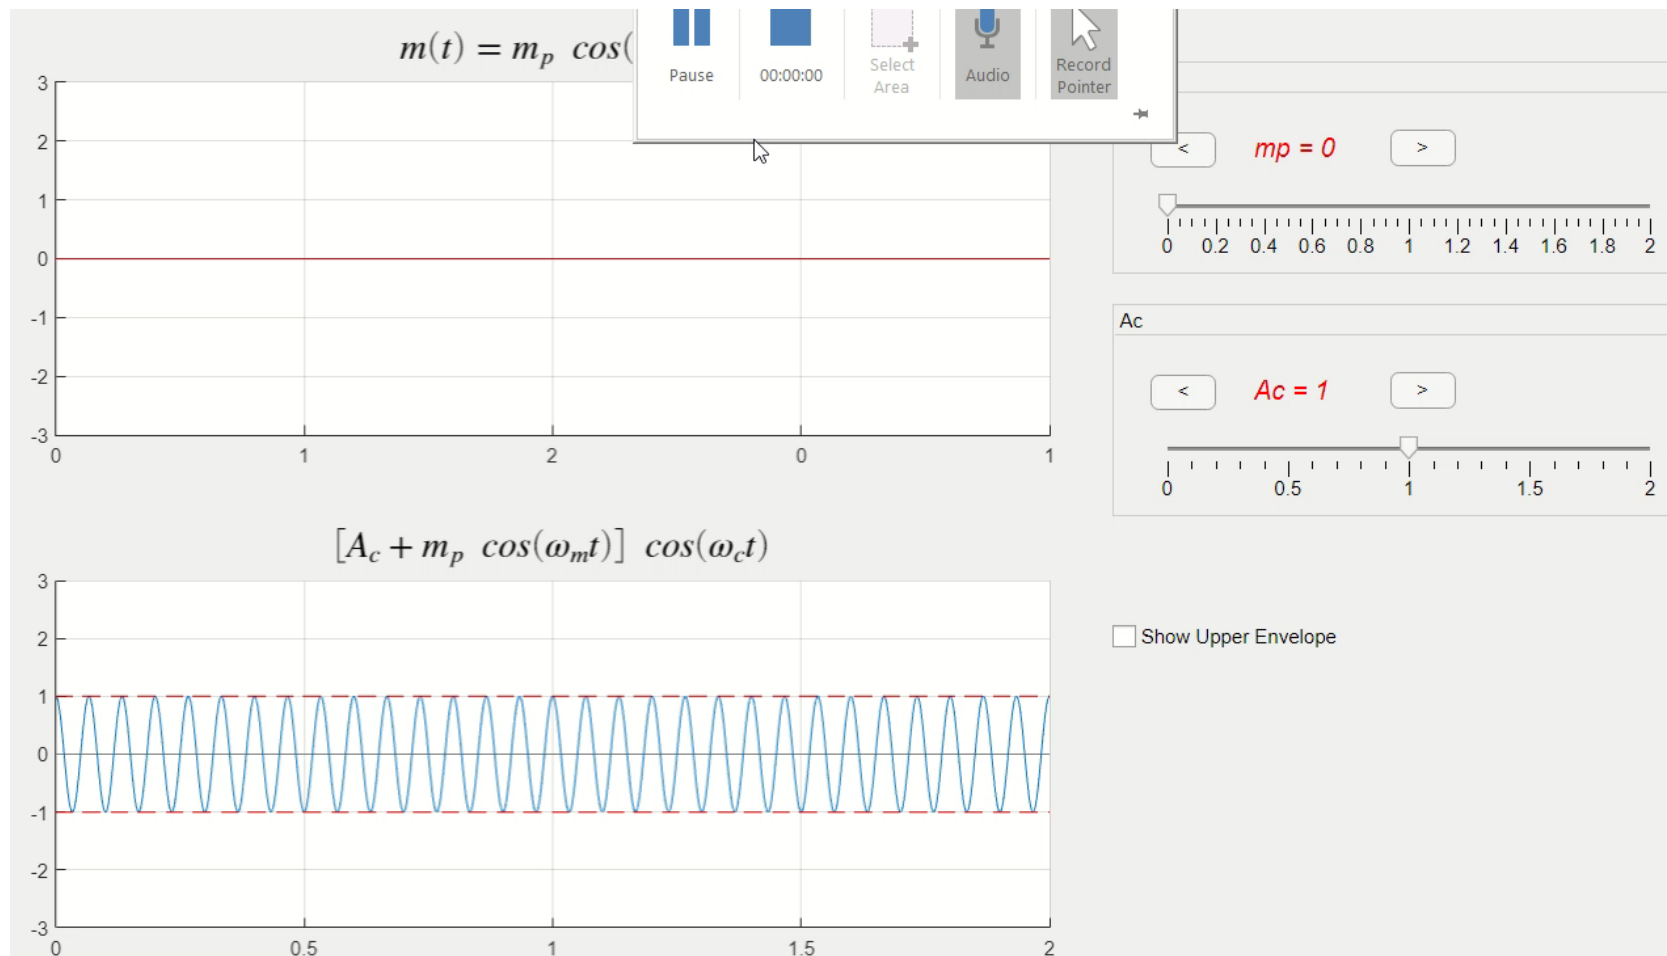 m(t) = m_p cos(
Pause
00:00:00
Select
Area
Audio
Record
Pointer
3
2
1
0
-1
-2
-3
0 1 2 0 1
< mp = 0 >
0 0.2 0.4 0.6 0.8 1 1.2 1.4 1.6 1.8 2
Ac
< Ac = 1 >
0 0.5 1 1.5 2
[A_c + m_p cos(ω_m t)] cos(ω_c t)
3
2
1
0
-1
-2
-3
0 0.5 1 1.5 2
Show Upper Envelope